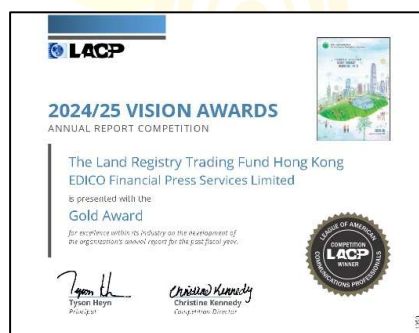 LACP
2024/25 VISION AWARDS
ANNUAL REPORT COMPETITION
The Land Registry Trading Fund Hong Kong
EDICO Financial Press Services Limited
is presented with the
Gold Award
for excellence within its industry on the development of
the organization's annual report for the past fiscal year.
Tyson Heyn
Principal
Christine Kennedy
Competition Director
LEAGUE OF AMERICAN
COMMUNICATIONS PROFESSIONALS
COMPETITION
LACP
WINNER